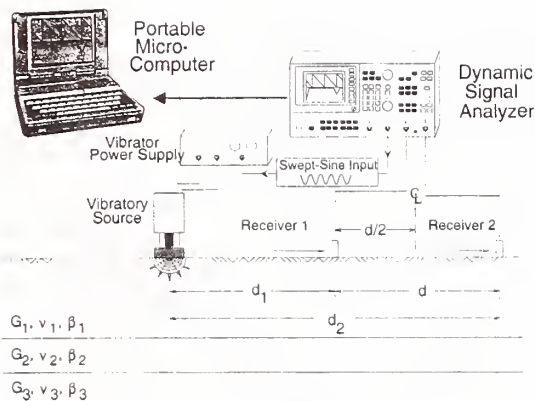 Portable
Micro-
Computer
Dynamic
Signal
Analyzer
Vibrator
Power Supply
Swept-Sine Input
Vibratory
Source
Receiver 1
℄
d/2
Receiver 2
d₁
d
d₂
G₁, ν₁, β₁
G₂, ν₂, β₂
G₃, ν₃, β₃